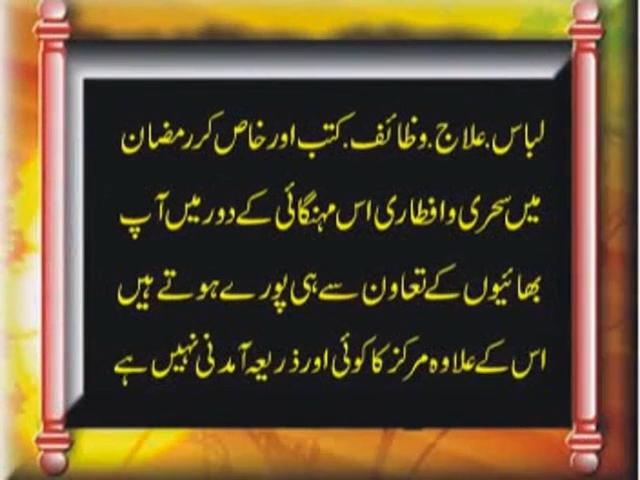 لباس. علاج. وظائف. کتب اور خاص کر رمضان
میں سحری و افطاری اس مہنگائی کے دور میں آپ
بھائیوں کے تعاون سے ہی پورے ہوتے ہیں
اس کے علاوہ مرکز کا کوئی اور ذریعہ آمدنی نہیں ہے